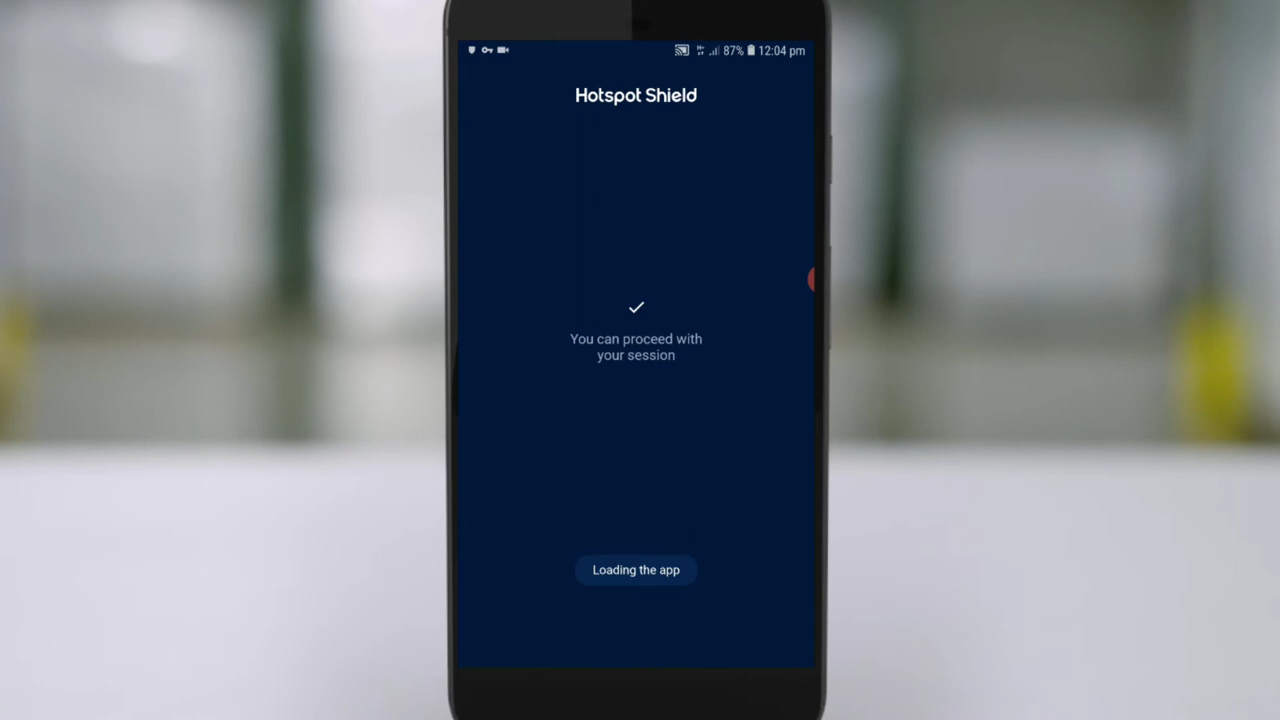 87% 12:04 pm
Hotspot Shield
You can proceed with
your session
Loading the app